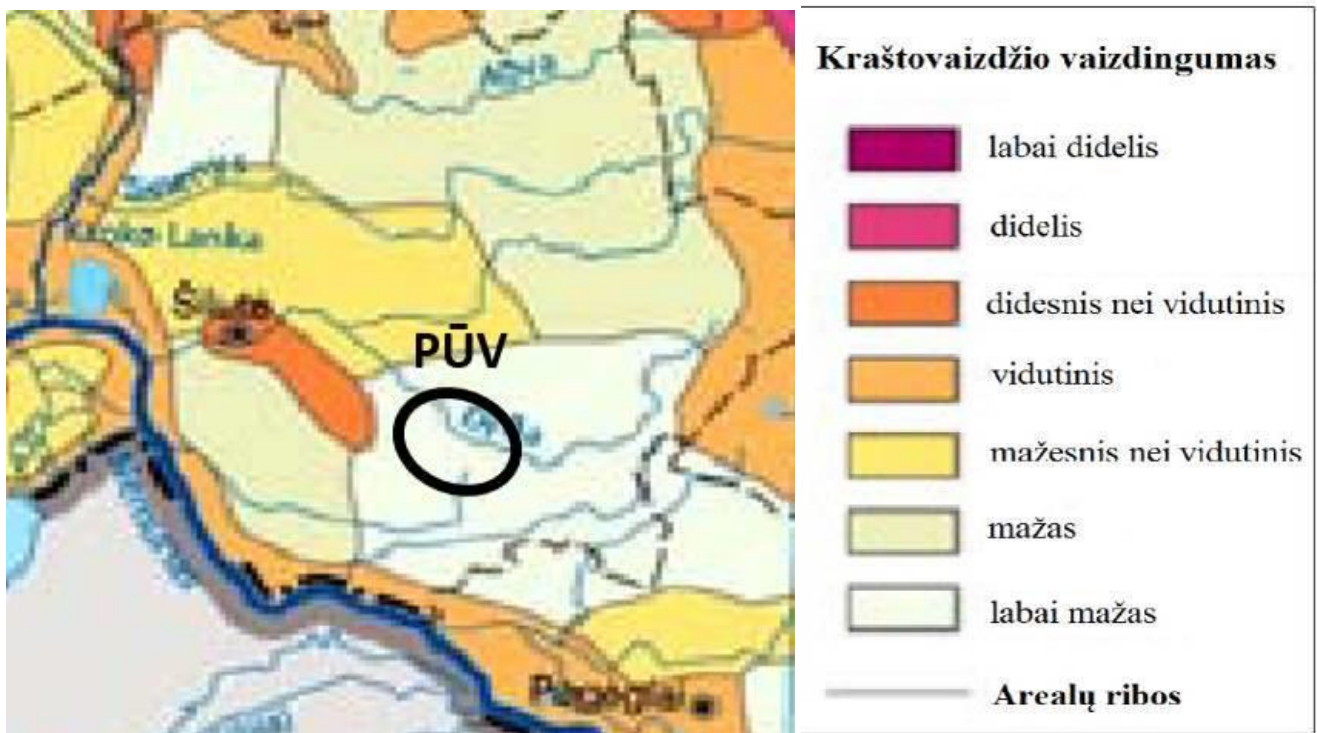 Šilutė
PŪV
Pagėgiai
Kraštovaizdžio vaizdingumas
labai didelis
didelis
didesnis nei vidutinis
vidutinis
mažesnis nei vidutinis
mažas
labai mažas
Arealų ribos